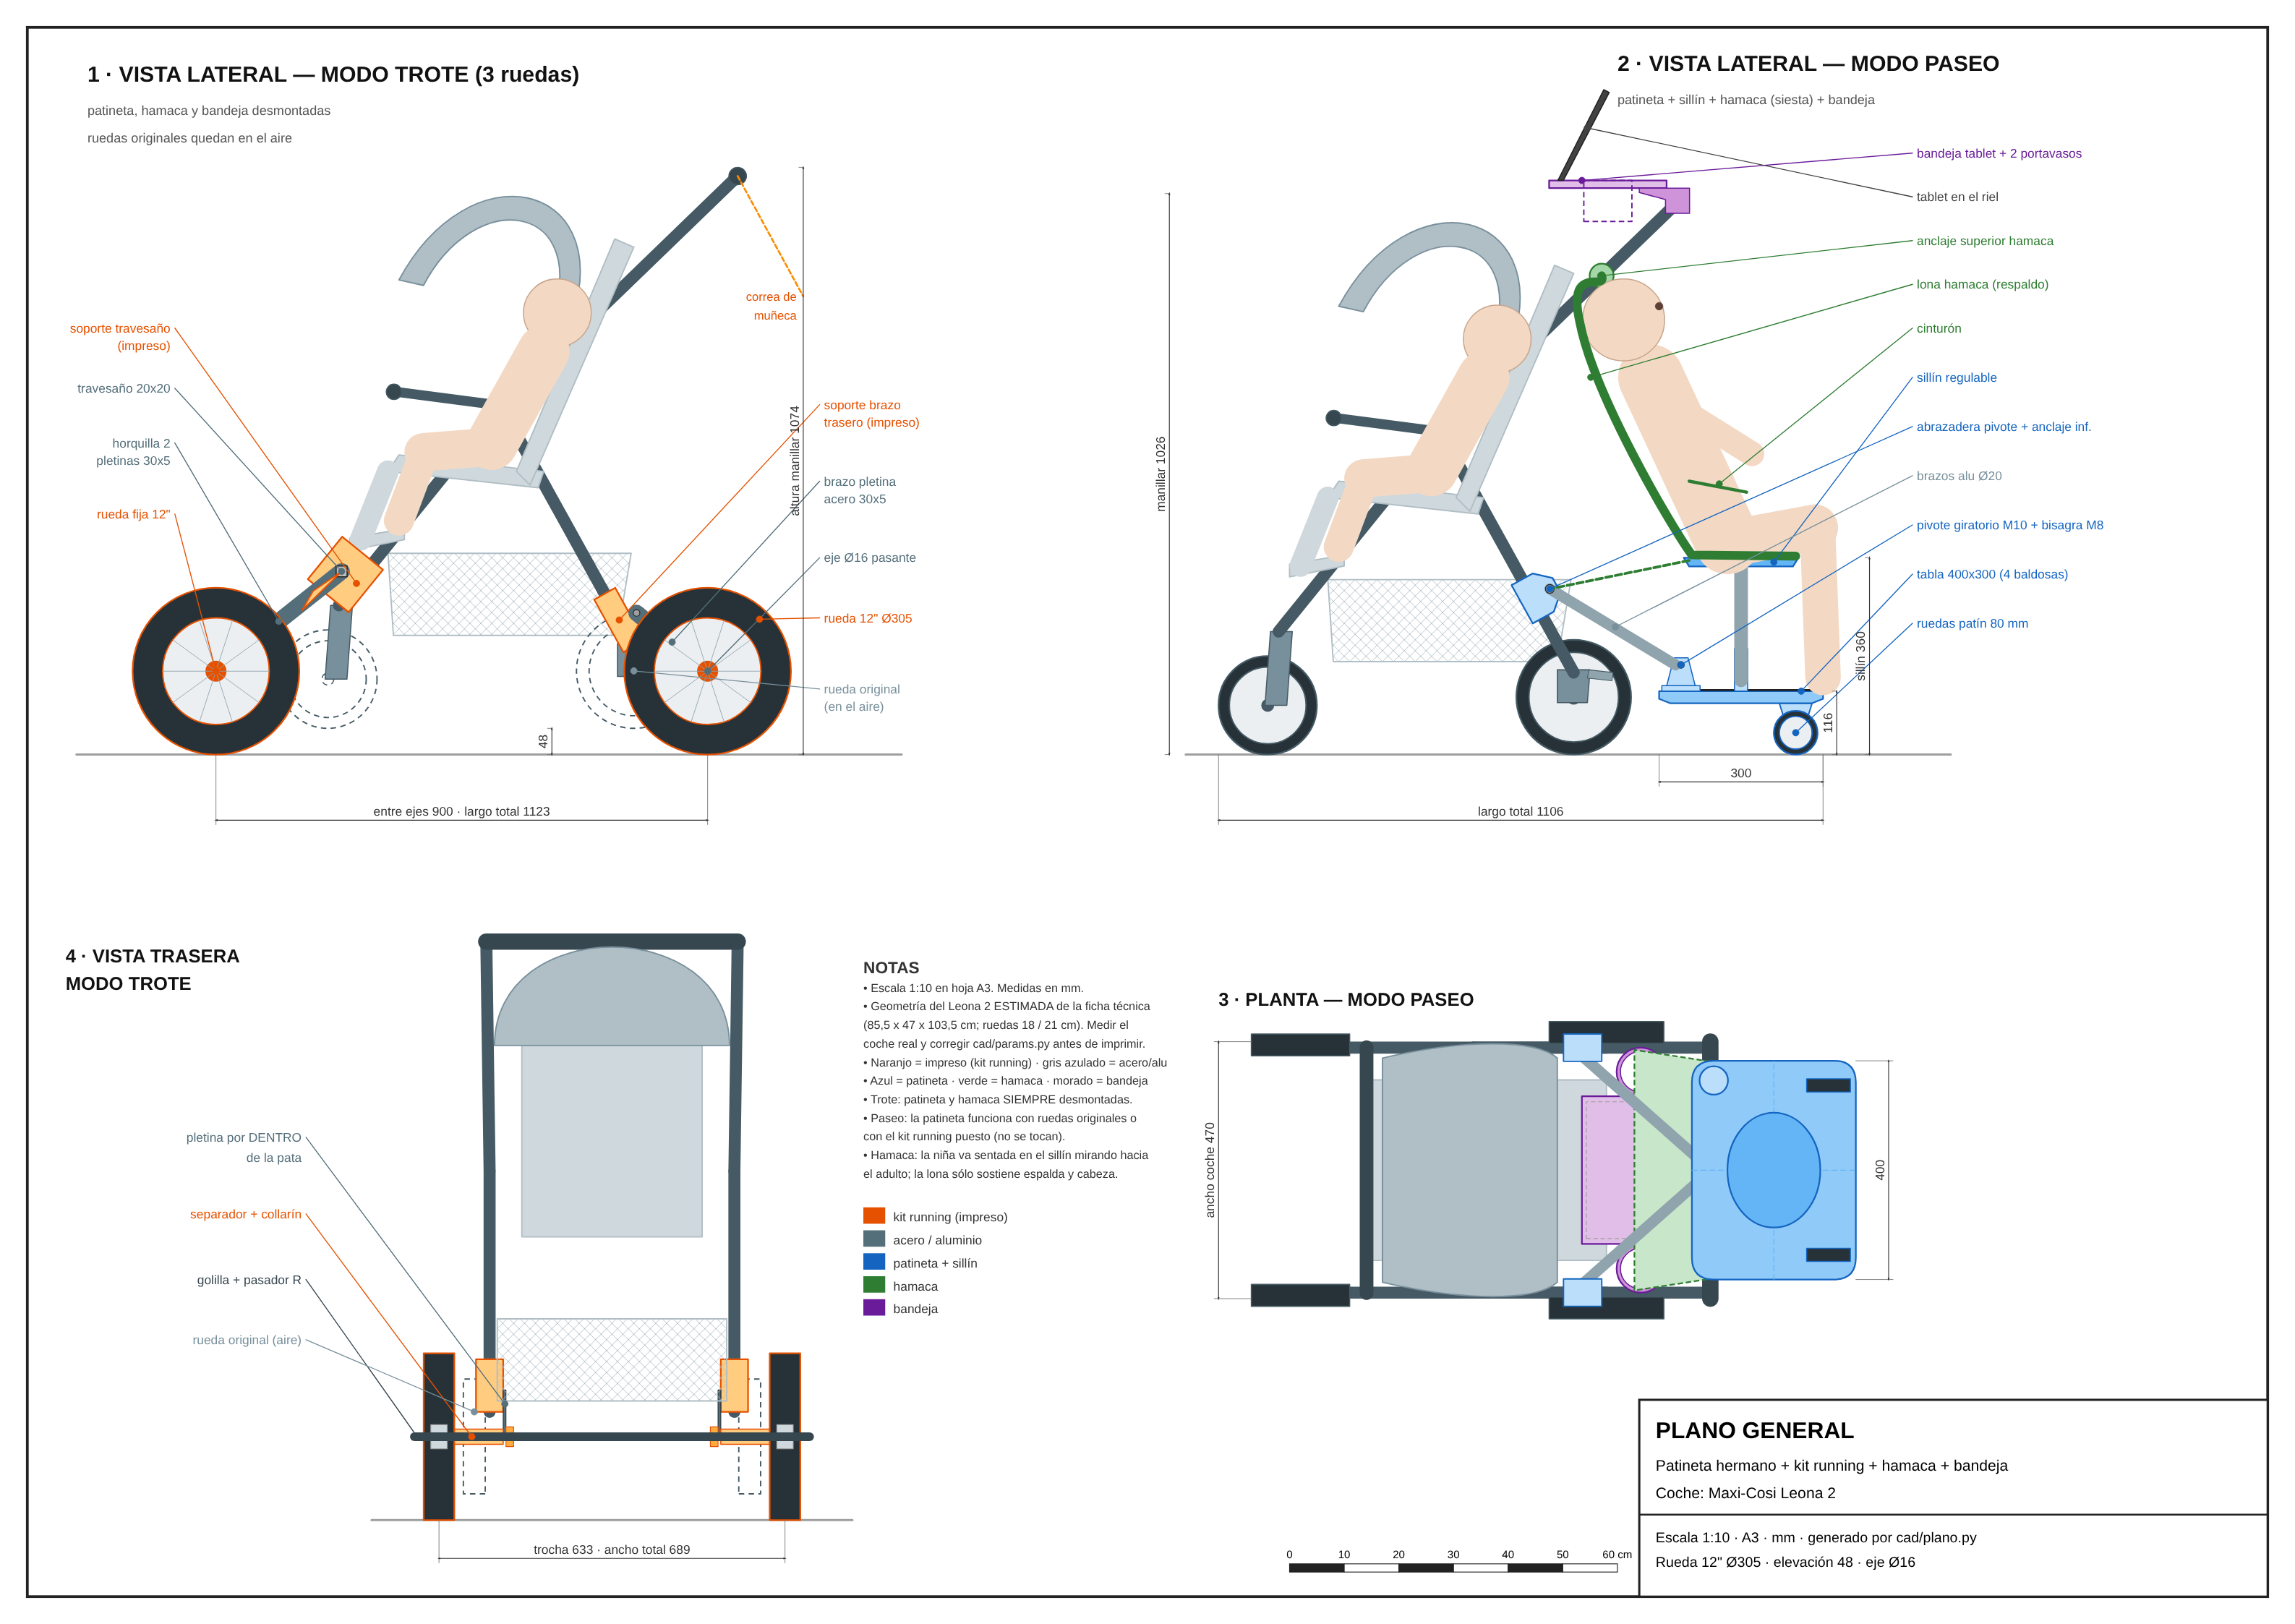 1 · VISTA LATERAL — MODO TROTE (3 ruedas)
patineta, hamaca y bandeja desmontadas
ruedas originales quedan en el aire
correa de
muñeca
soporte travesaño
(impreso)
travesaño 20x20
horquilla 2
pletinas 30x5
rueda fija 12"
altura manillar 1074
soporte brazo
trasero (impreso)
brazo pletina
acero 30x5
eje Ø16 pasante
rueda 12" Ø305
rueda original
(en el aire)
48
entre ejes 900 · largo total 1123
2 · VISTA LATERAL — MODO PASEO
patineta + sillín + hamaca (siesta) + bandeja
bandeja tablet + 2 portavasos
tablet en el riel
anclaje superior hamaca
lona hamaca (respaldo)
cinturón
sillín regulable
abrazadera pivote + anclaje inf.
brazos alu Ø20
pivote giratorio M10 + bisagra M8
tabla 400x300 (4 baldosas)
ruedas patín 80 mm
manillar 1026
sillín 360
116
300
largo total 1106
4 · VISTA TRASERA
MODO TROTE
pletina por DENTRO
de la pata
separador + collarín
golilla + pasador R
rueda original (aire)
trocha 633 · ancho total 689
NOTAS
• Escala 1:10 en hoja A3. Medidas en mm.
• Geometría del Leona 2 ESTIMADA de la ficha técnica
(85,5 x 47 x 103,5 cm; ruedas 18 / 21 cm). Medir el
coche real y corregir cad/params.py antes de imprimir.
• Naranjo = impreso (kit running) · gris azulado = acero/alu
• Azul = patineta · verde = hamaca · morado = bandeja
• Trote: patineta y hamaca SIEMPRE desmontadas.
• Paseo: la patineta funciona con ruedas originales o
con el kit running puesto (no se tocan).
• Hamaca: la niña va sentada en el sillín mirando hacia
el adulto; la lona sólo sostiene espalda y cabeza.
kit running (impreso)
acero / aluminio
patineta + sillín
hamaca
bandeja
3 · PLANTA — MODO PASEO
ancho coche 470
400
0 10 20 30 40 50 60 cm
PLANO GENERAL
Patineta hermano + kit running + hamaca + bandeja
Coche: Maxi-Cosi Leona 2
Escala 1:10 · A3 · mm · generado por cad/plano.py
Rueda 12" Ø305 · elevación 48 · eje Ø16